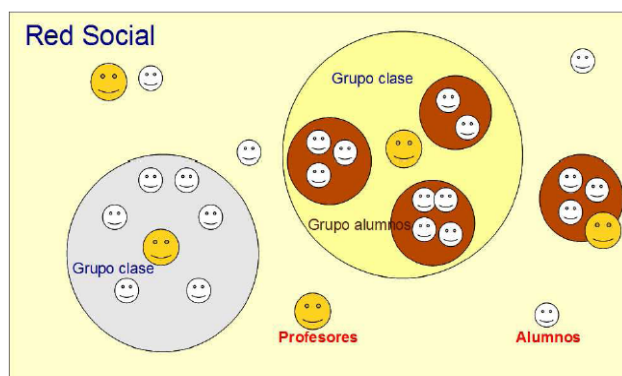 Red Social
Grupo clase
Grupo alumnos
Grupo clase
Profesores
Alumnos